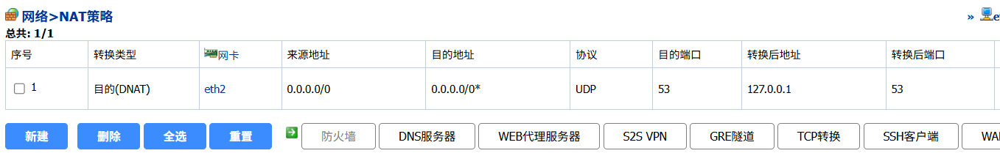 网络>NAT策略 »
总共: 1/1
序号 转换类型 网卡 来源地址 目的地址 协议 目的端口 转换后地址 转换后端口
1 目的(DNAT) eth2 0.0.0.0/0 0.0.0.0/0* UDP 53 127.0.0.1 53
新建 删除 全选 重置 防火墙 DNS服务器 WEB代理服务器 S2S VPN GRE隧道 TCP转换 SSH客户端